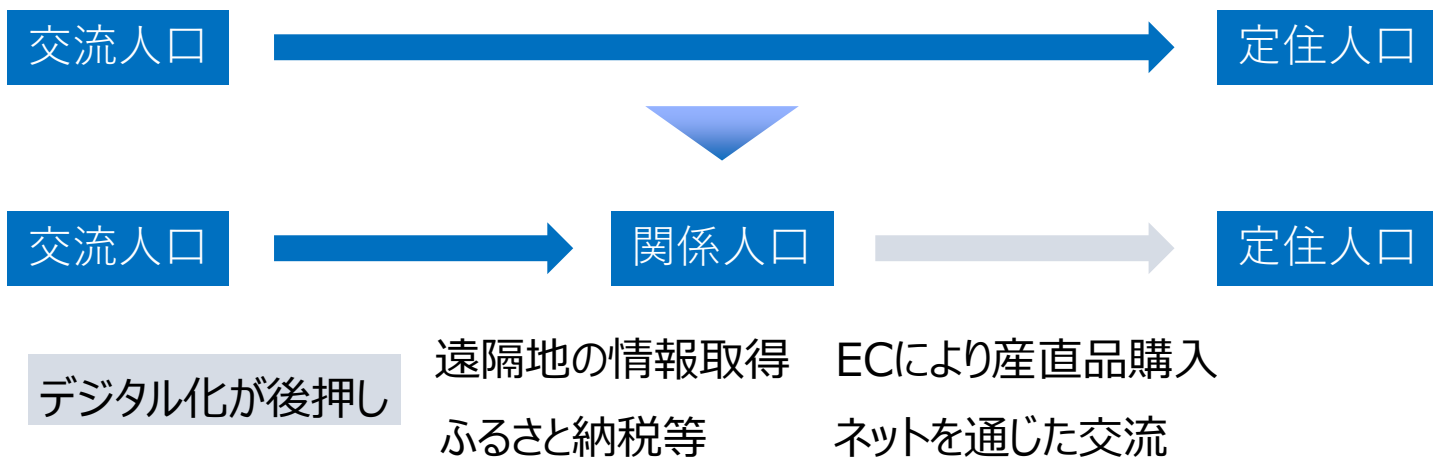 交流人口 定住人口
交流人口 関係人口 定住人口
デジタル化が後押し
遠隔地の情報取得 ECにより産直品購入
ふるさと納税等 ネットを通じた交流